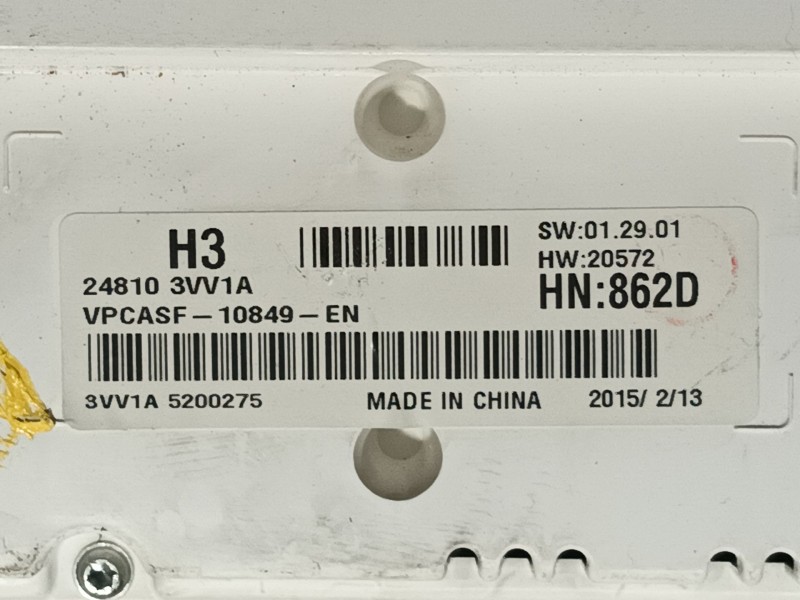 H3
SW:01.29.01
HW:20572
24810 3VV1A
HN:862D
VPCASF-10849-EN
3VV1A 5200275 MADE IN CHINA 2015/ 2/13